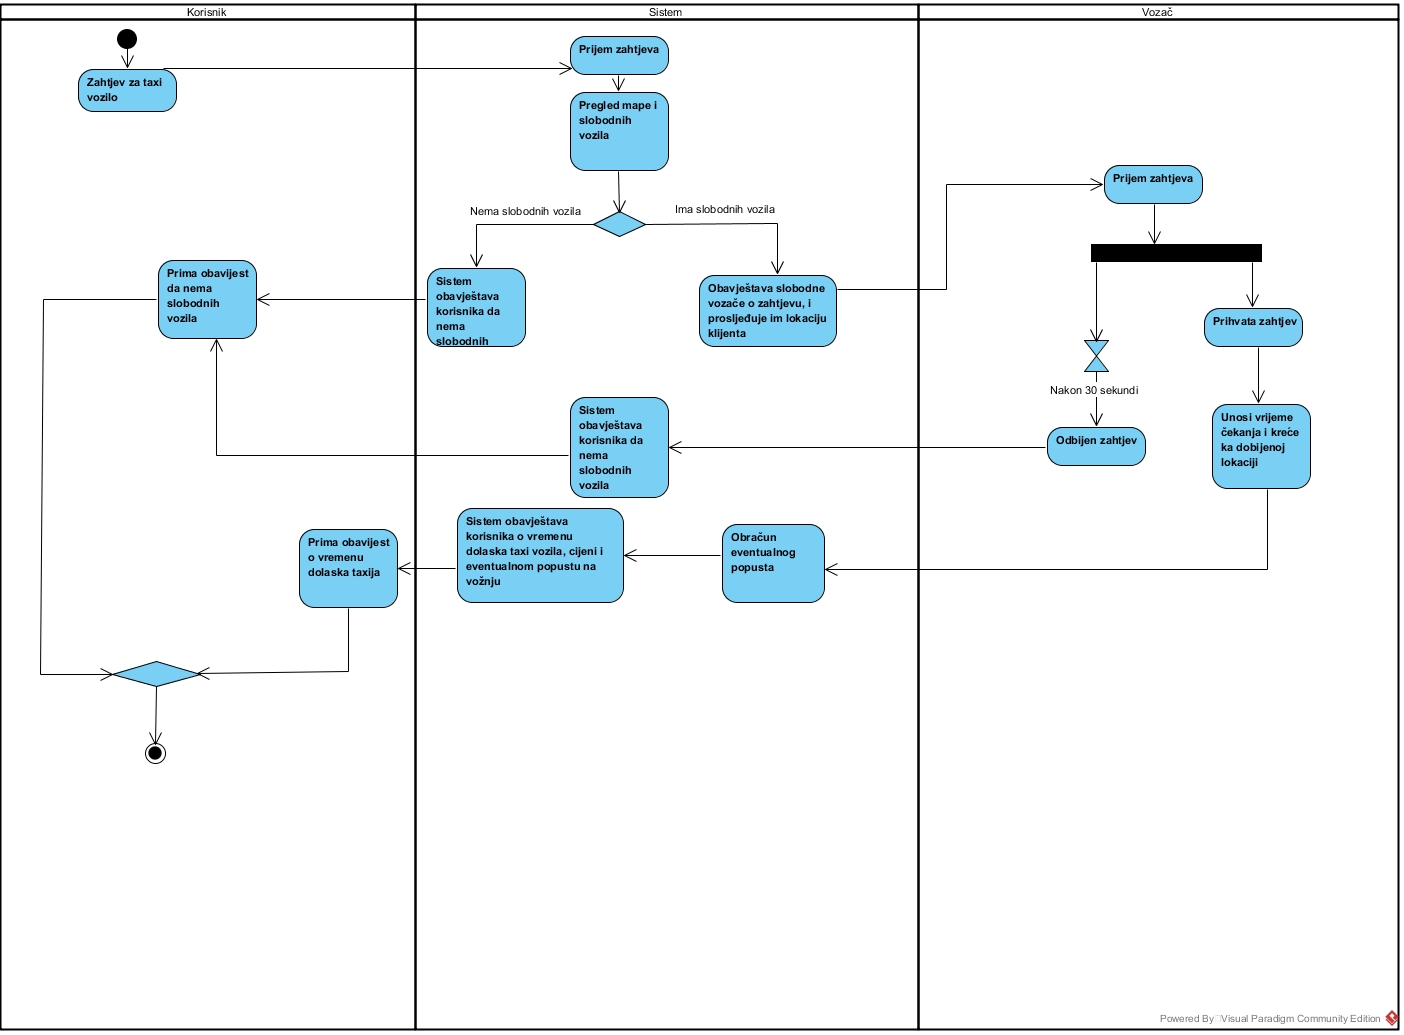 Korisnik
Sistem
Vozač
Zahtjev za taxi
vozilo
Prijem zahtjeva
Pregled mape i
slobodnih
vozila
Prijem zahtjeva
Nema slobodnih vozila
Ima slobodnih vozila
Prima obavijest
da nema
slobodnih
vozila
Sistem
obavještava
korisnika da
nema
slobodnih
Obavještava slobodne
vozače o zahtjevu, i
prosljeđuje im lokaciju
klijenta
Prihvata zahtjev
Nakon 30 sekundi
Sistem
obavještava
korisnika da
nema
slobodnih
vozila
Odbijen zahtjev
Unosi vrijeme
čekanja i kreće
ka dobijenoj
lokaciji
Prima obavijest
o vremenu
dolaska taxija
Sistem obavještava
korisnika o vremenu
dolaska taxi vozila, cijeni i
eventualnom popustu na
vožnju
Obračun
eventualnog
popusta
Powered By Visual Paradigm Community Edition